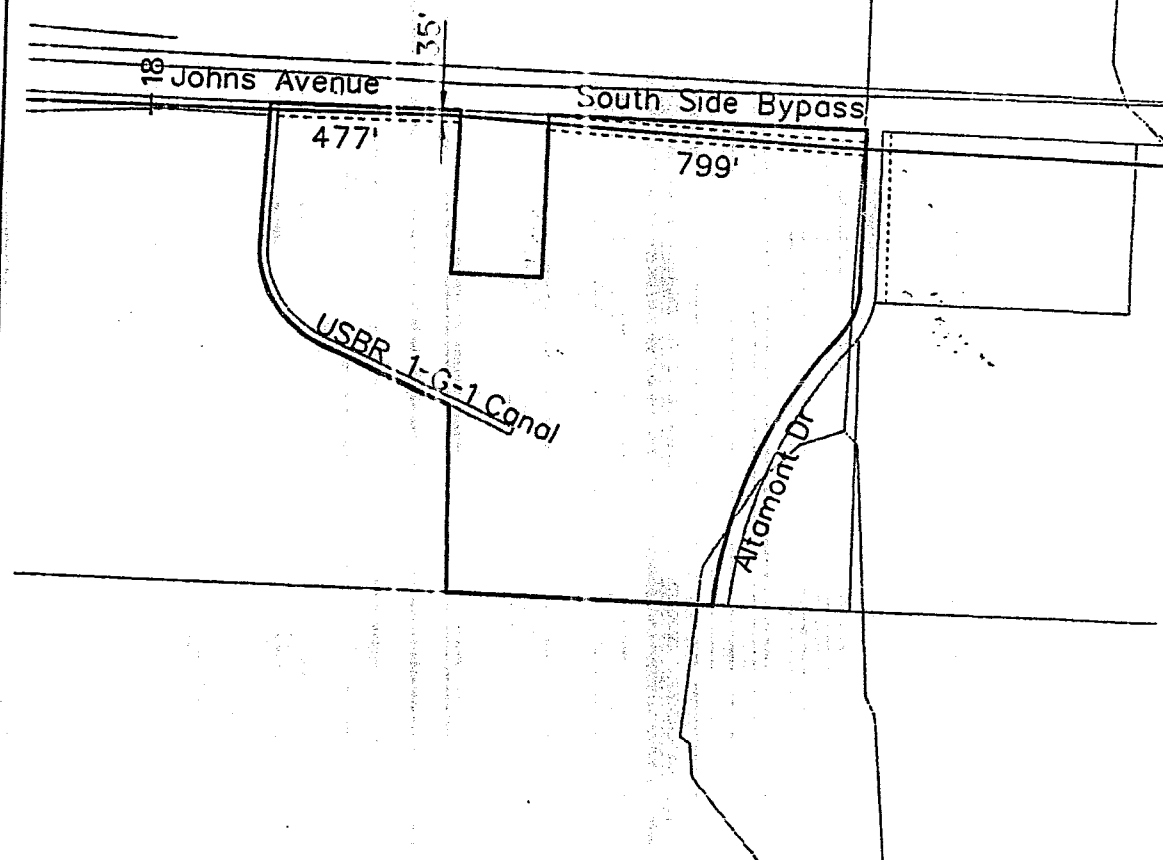 35'
18
Johns Avenue
South Side Bypass
477'
799'
USBR 1-G-1 Canal
Altamont Dr